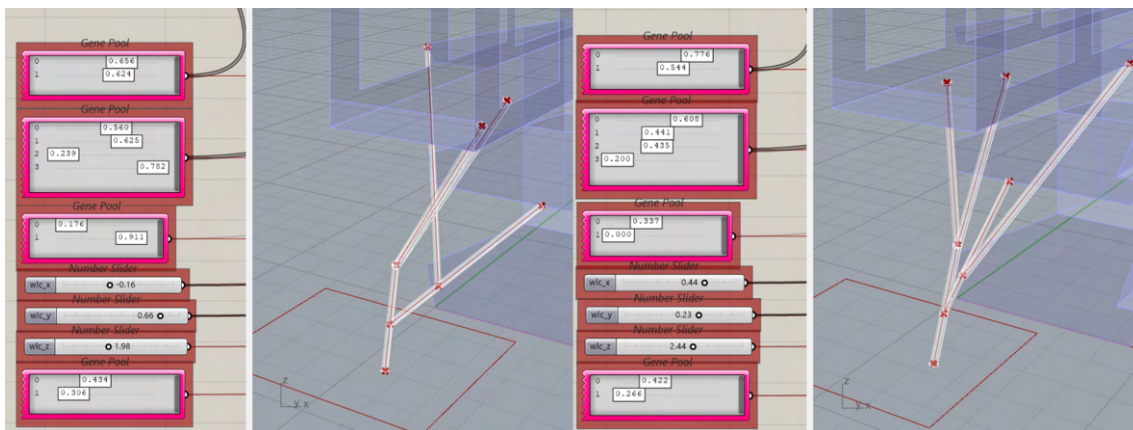 Gene Pool
0 0.656
1 0.624
Gene Pool
0 0.560
1 0.625
2 0.239
3 0.782
Gene Pool
0 0.176
1 0.911
Number Slider
wlc_x -0.16
Number Slider
wlc_y 0.66
Number Slider
wlc_z 1.98
Gene Pool
0 0.434
1 0.306
z
y x
Gene Pool
0 0.776
1 0.544
Gene Pool
0 0.608
1 0.441
2 0.435
3 0.200
Gene Pool
0 0.337
1 0.000
Number Slider
wlc_x 0.44
Number Slider
wlc_y 0.23
Number Slider
wlc_z 2.44
Gene Pool
0 0.422
1 0.266
z
y x